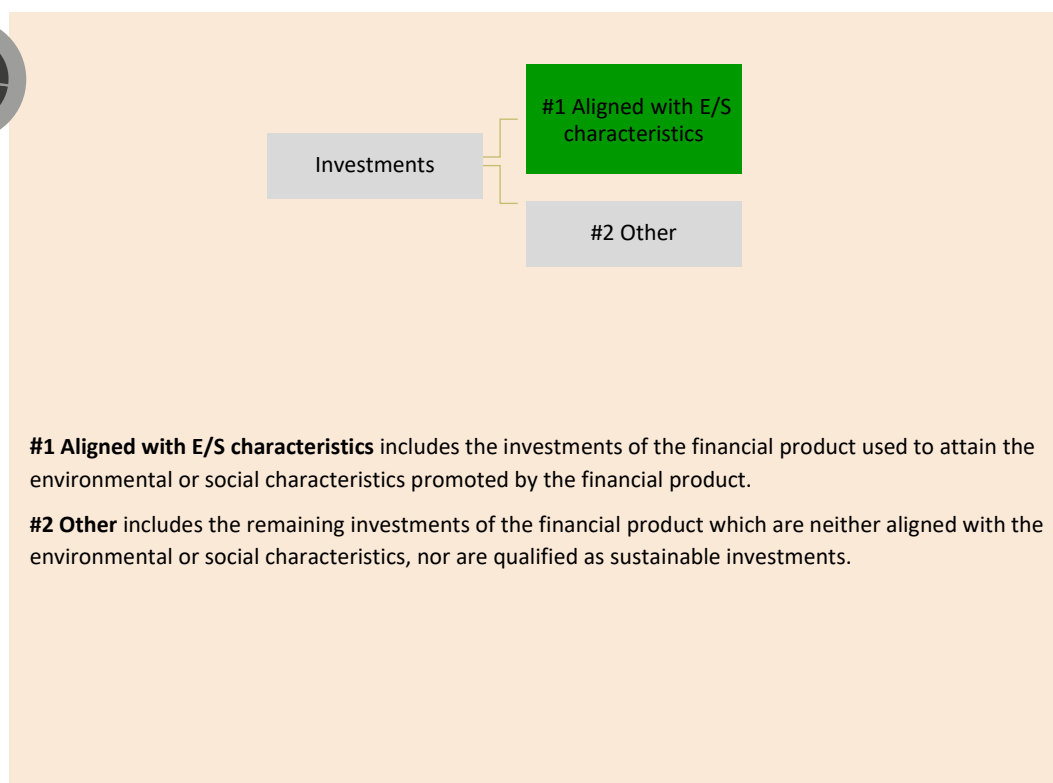 #1 Aligned with E/S
characteristics
Investments
#2 Other
#1 Aligned with E/S characteristics includes the investments of the financial product used to attain the
environmental or social characteristics promoted by the financial product.
#2 Other includes the remaining investments of the financial product which are neither aligned with the
environmental or social characteristics, nor are qualified as sustainable investments.